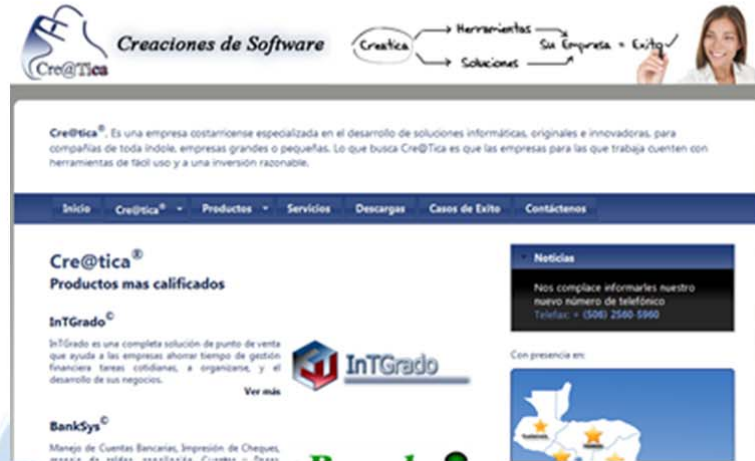 Cre@Tica
Creaciones de Software
Creatica
Herramientas
Soluciones
Su Empresa = Exito
Cre@tica®, Es una empresa costarricense especializada en el desarrollo de soluciones informáticas, originales e innovadoras, para
compañías de toda índole, empresas grandes o pequeñas. Lo que busca Cre@Tica es que las empresas para las que trabaja cuenten con
herramientas de fácil uso y a una inversión razonable.
Inicio Cre@tica® Productos Servicios Descargas Casos de Exito Contáctenos
Cre@tica®
Productos mas calificados
InTGrado©
InTGrado es una completa solución de punto de venta
que ayuda a las empresas ahorrar tiempo de gestión
financiera tareas cotidianas, a organizarse, y el
desarrollo de sus negocios.
Ver más
InTGrado
BankSys©
Manejo de Cuentas Bancarias, Impresión de Cheques,
Noticias
Nos complace informarles nuestro
nuevo número de telefónico
Telefax: + (506) 2560-5960
Con presencia en:
Guatemala